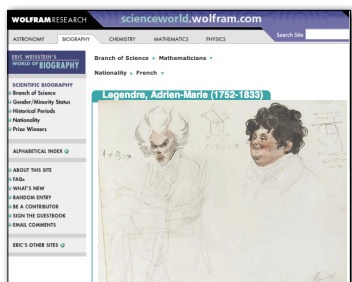 WOLFRAM RESEARCH
scienceworld.wolfram.com
ASTRONOMY
BIOGRAPHY
CHEMISTRY
MATHEMATICS
PHYSICS
Search Site
ERIC WEISSTEIN'S
WORLD OF BIOGRAPHY
SCIENTIFIC BIOGRAPHY
Branch of Science
Gender/Minority Status
Historical Periods
Nationality
Prize Winners
ALPHABETICAL INDEX
ABOUT THIS SITE
FAQs
WHAT'S NEW
RANDOM ENTRY
BE A CONTRIBUTOR
SIGN THE GUESTBOOK
EMAIL COMMENTS
ERIC'S OTHER SITES
Branch of Science Mathematicians
Nationality French
Legendre, Adrien-Marie (1752-1833)